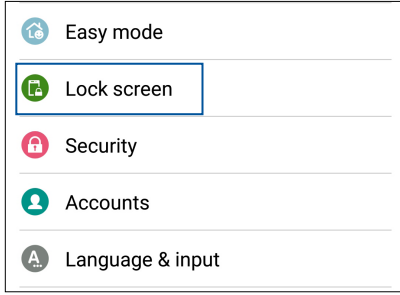 Easy mode
Lock screen
Security
Accounts
Language & input